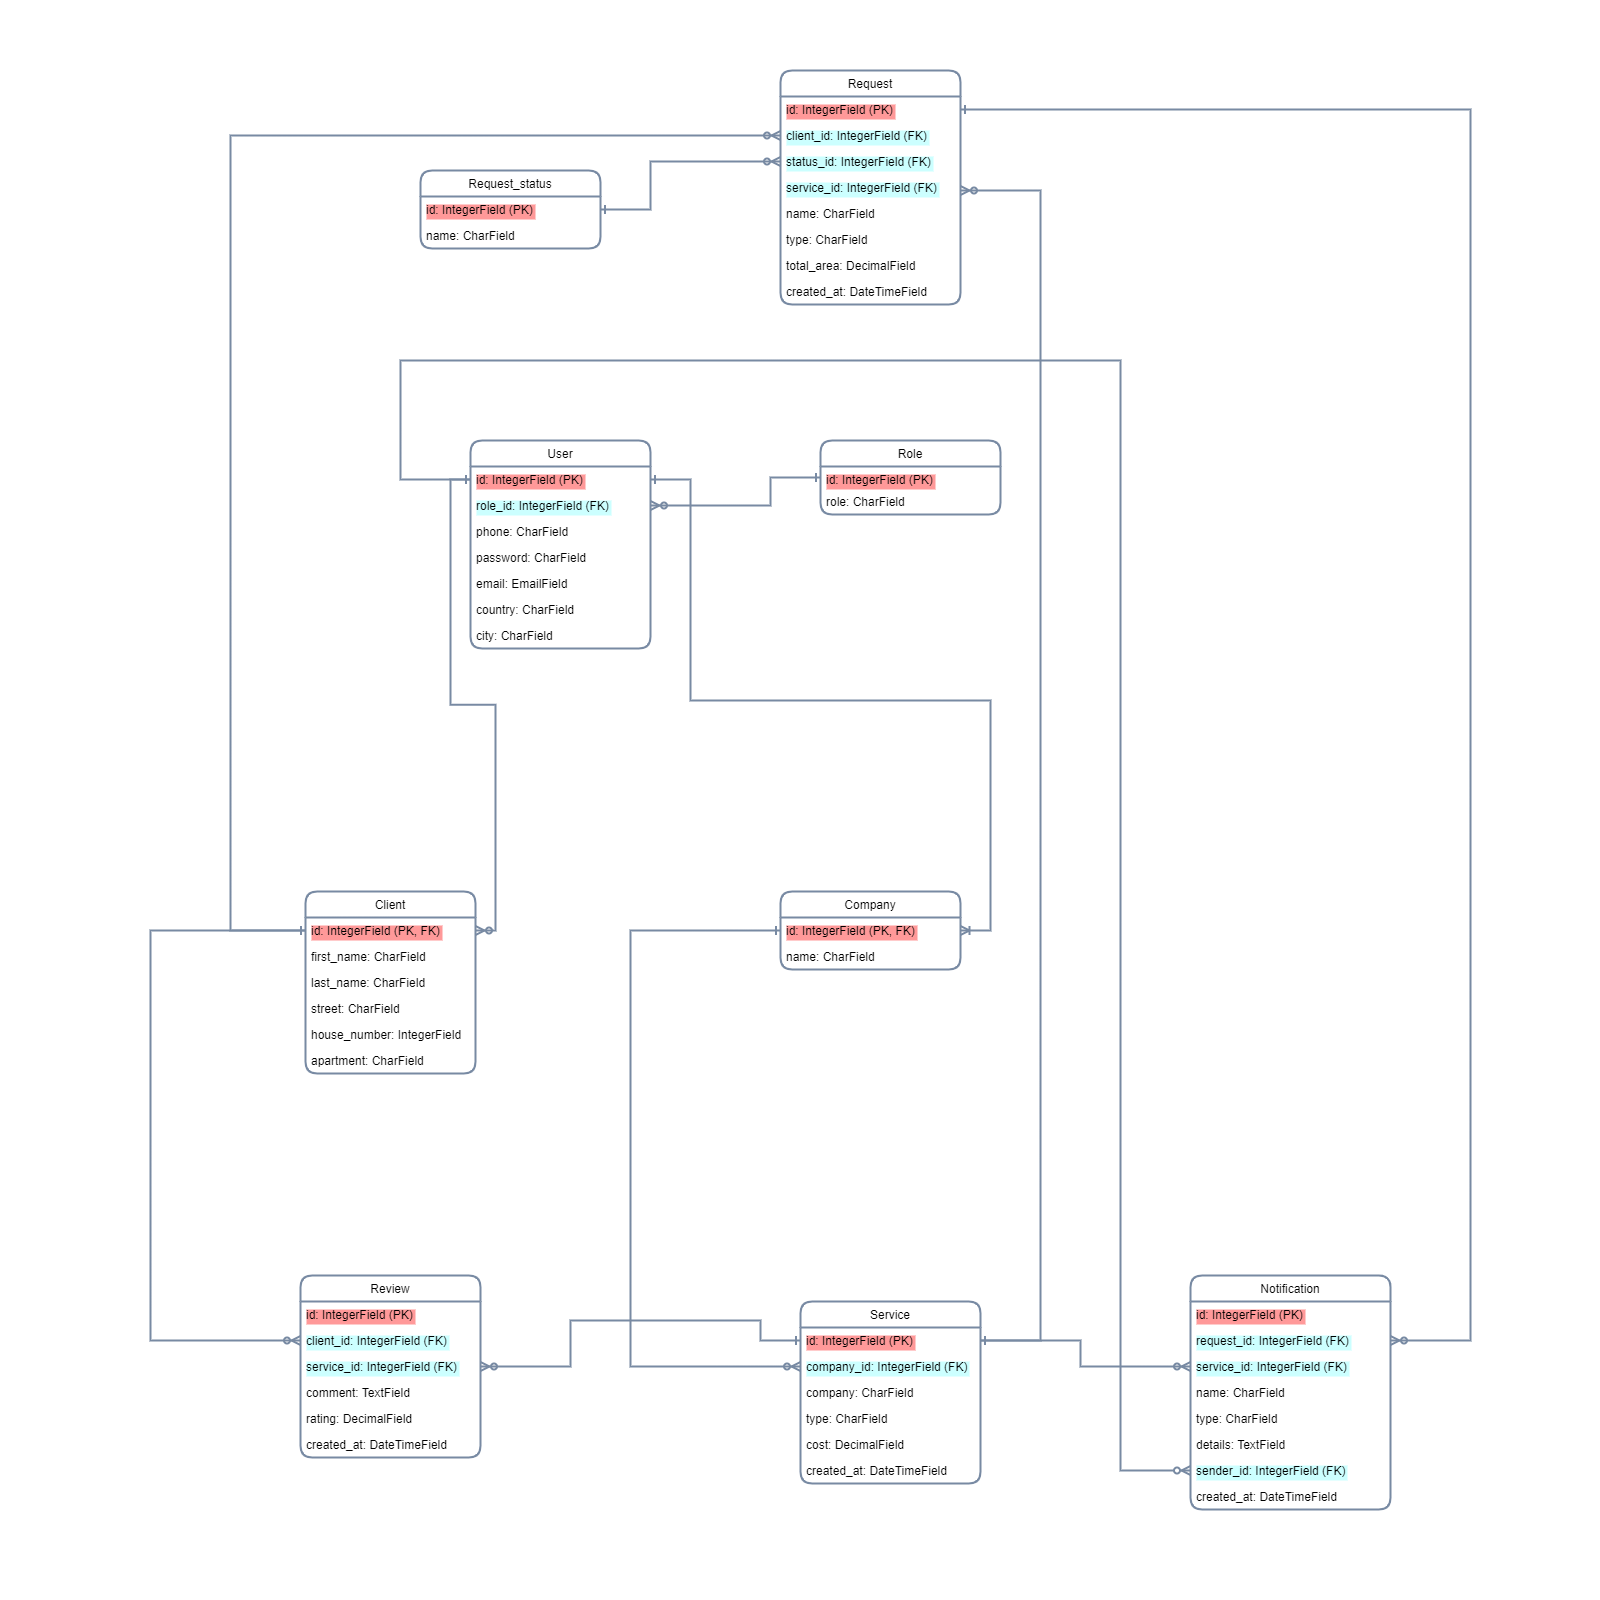 Request
id: IntegerField (PK)
client_id: IntegerField (FK)
status_id: IntegerField (FK)
service_id: IntegerField (FK)
name: CharField
type: CharField
total_area: DecimalField
created_at: DateTimeField
Request_status
id: IntegerField (PK)
name: CharField
User
id: IntegerField (PK)
role_id: IntegerField (FK)
phone: CharField
password: CharField
email: EmailField
country: CharField
city: CharField
Role
id: IntegerField (PK)
role: CharField
Client
id: IntegerField (PK, FK)
first_name: CharField
last_name: CharField
street: CharField
house_number: IntegerField
apartment: CharField
Company
id: IntegerField (PK, FK)
name: CharField
Review
id: IntegerField (PK)
client_id: IntegerField (FK)
service_id: IntegerField (FK)
comment: TextField
rating: DecimalField
created_at: DateTimeField
Service
id: IntegerField (PK)
company_id: IntegerField (FK)
company: CharField
type: CharField
cost: DecimalField
created_at: DateTimeField
Notification
id: IntegerField (PK)
request_id: IntegerField (FK)
service_id: IntegerField (FK)
name: CharField
type: CharField
details: TextField
sender_id: IntegerField (FK)
created_at: DateTimeField